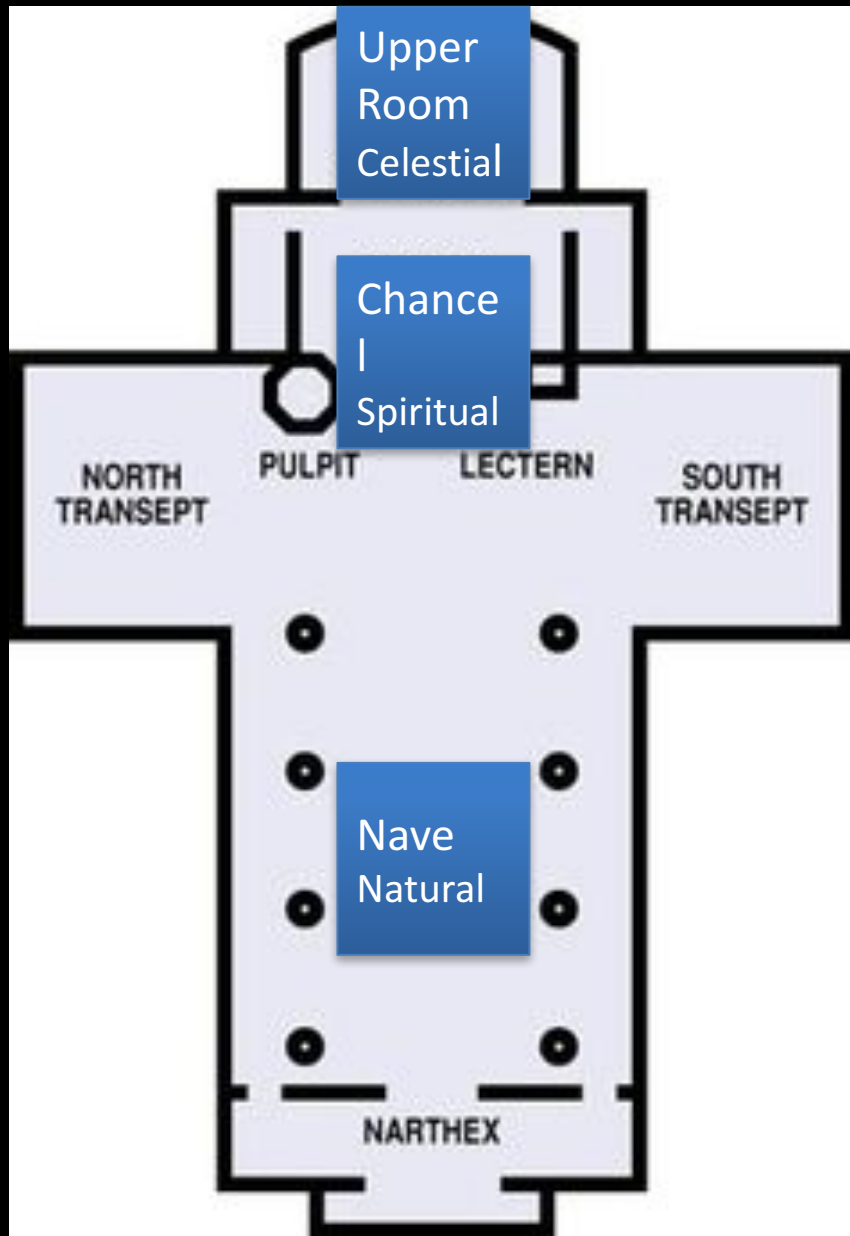 Upper
Room
Celestial
Chance
l
Spiritual
NORTH
TRANSEPT
PULPIT
LECTERN
SOUTH
TRANSEPT
Nave
Natural
NARTHEX